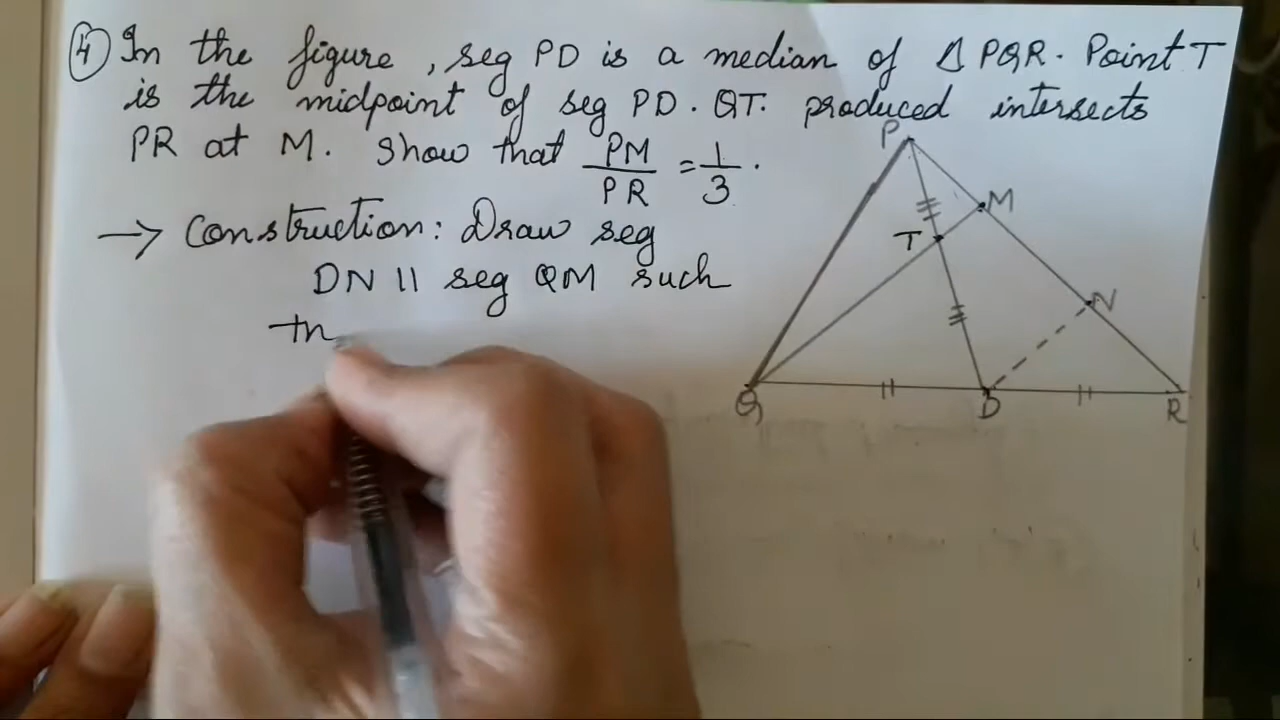 4 In the figure, seg PD is a median of Δ PQR. Point T
is the midpoint of seg PD. QT. produced intersects
PR at M. Show that PM/PR = 1/3.
→ Construction: Draw seg
DN || seg QM such
P
M
T
N
Q
D
R